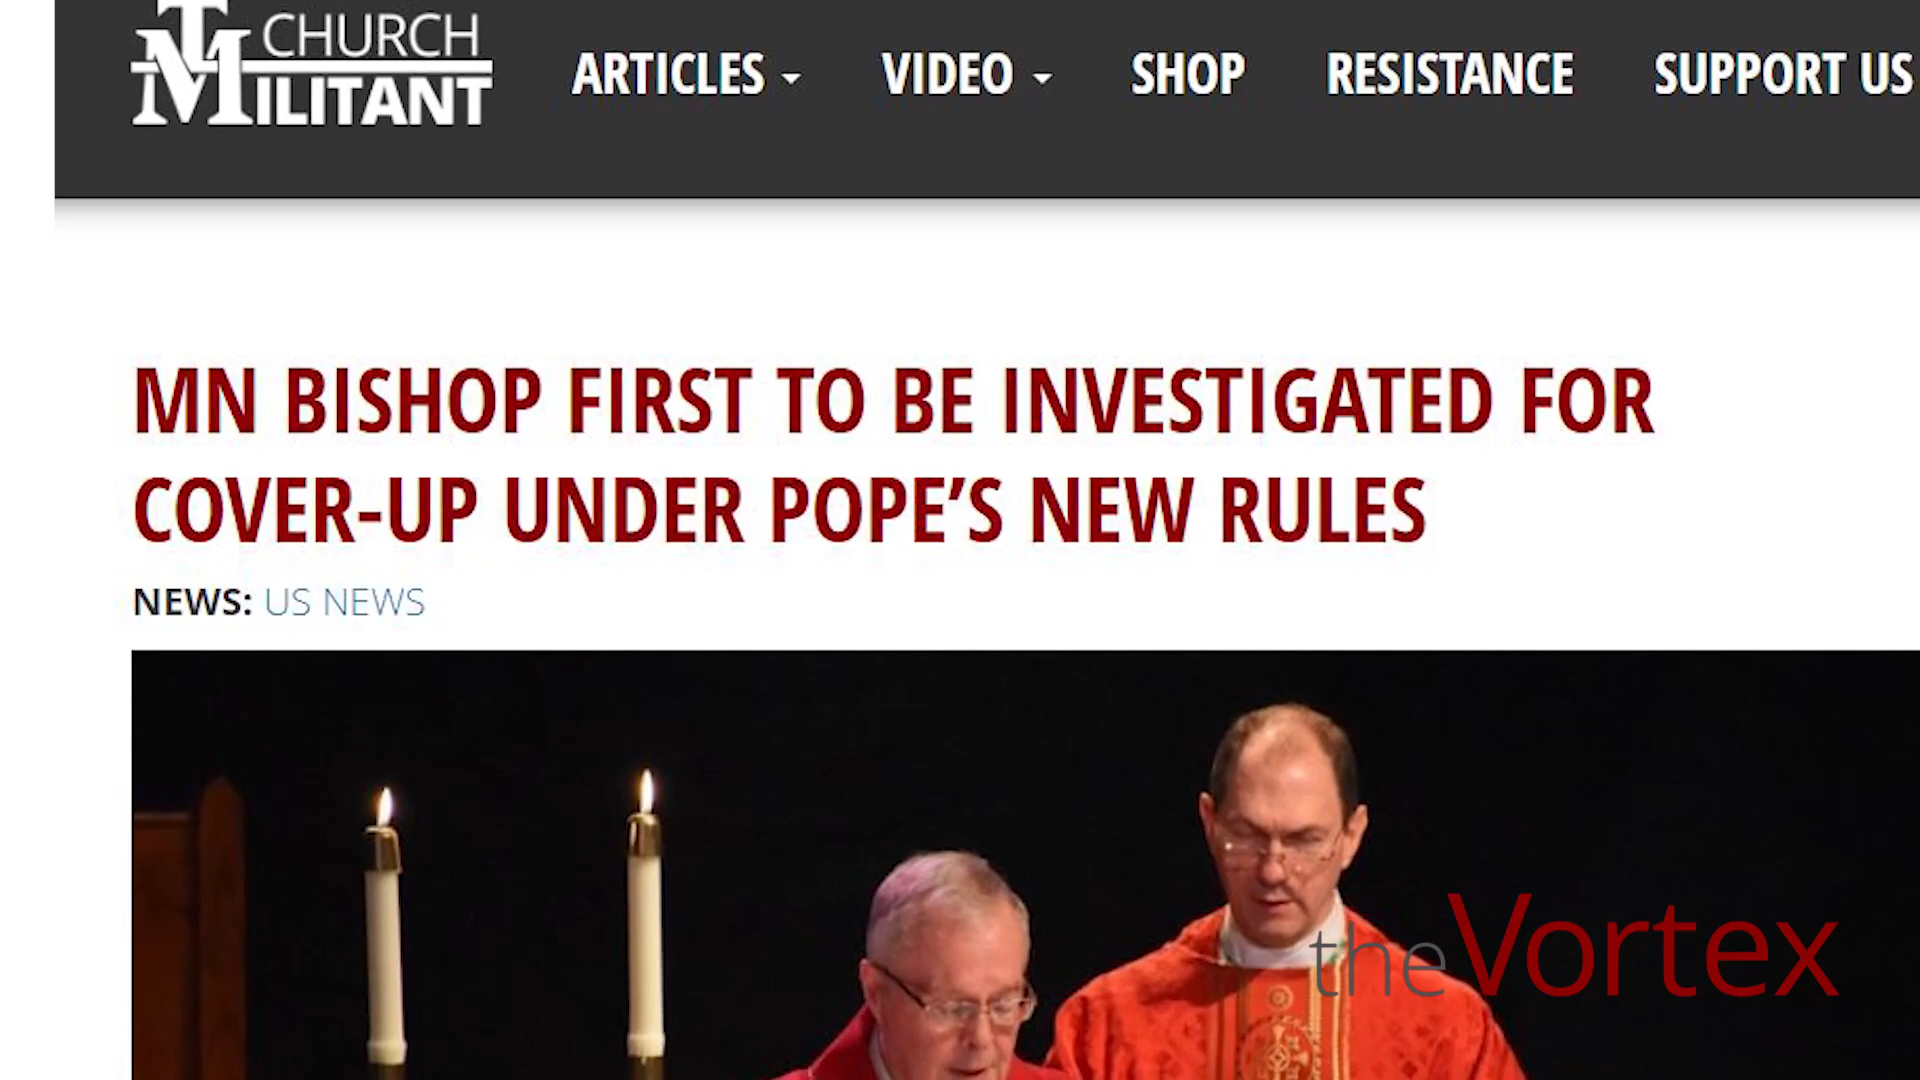 CHURCH
MILITANT
ARTICLES
VIDEO
SHOP
RESISTANCE
SUPPORT US
MN BISHOP FIRST TO BE INVESTIGATED FOR
COVER-UP UNDER POPE’S NEW RULES
NEWS: US NEWS
theVortex